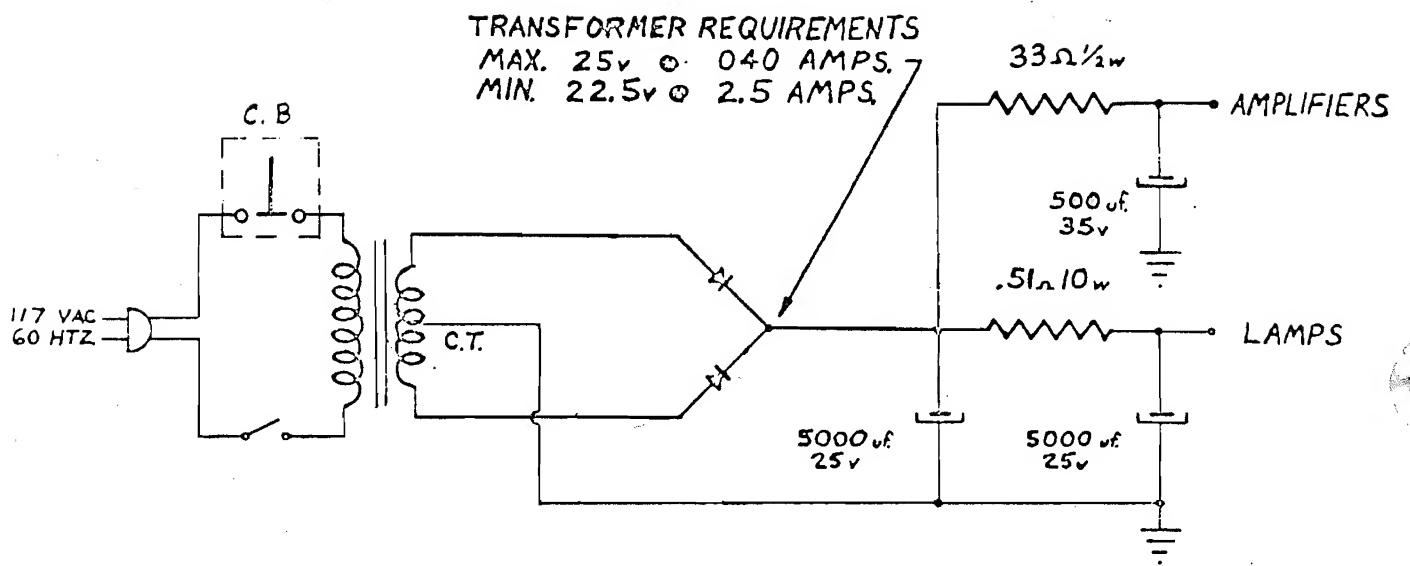 TRANSFORMER REQUIREMENTS
MAX. 25v @ 040 AMPS.
MIN. 22.5v @ 2.5 AMPS.
33Ω ½w
AMPLIFIERS
C. B
500 uf.
35v
.51Ω 10w
117 VAC
60 HTZ
C.T.
LAMPS
5000 uf.
25v
5000 uf.
25v